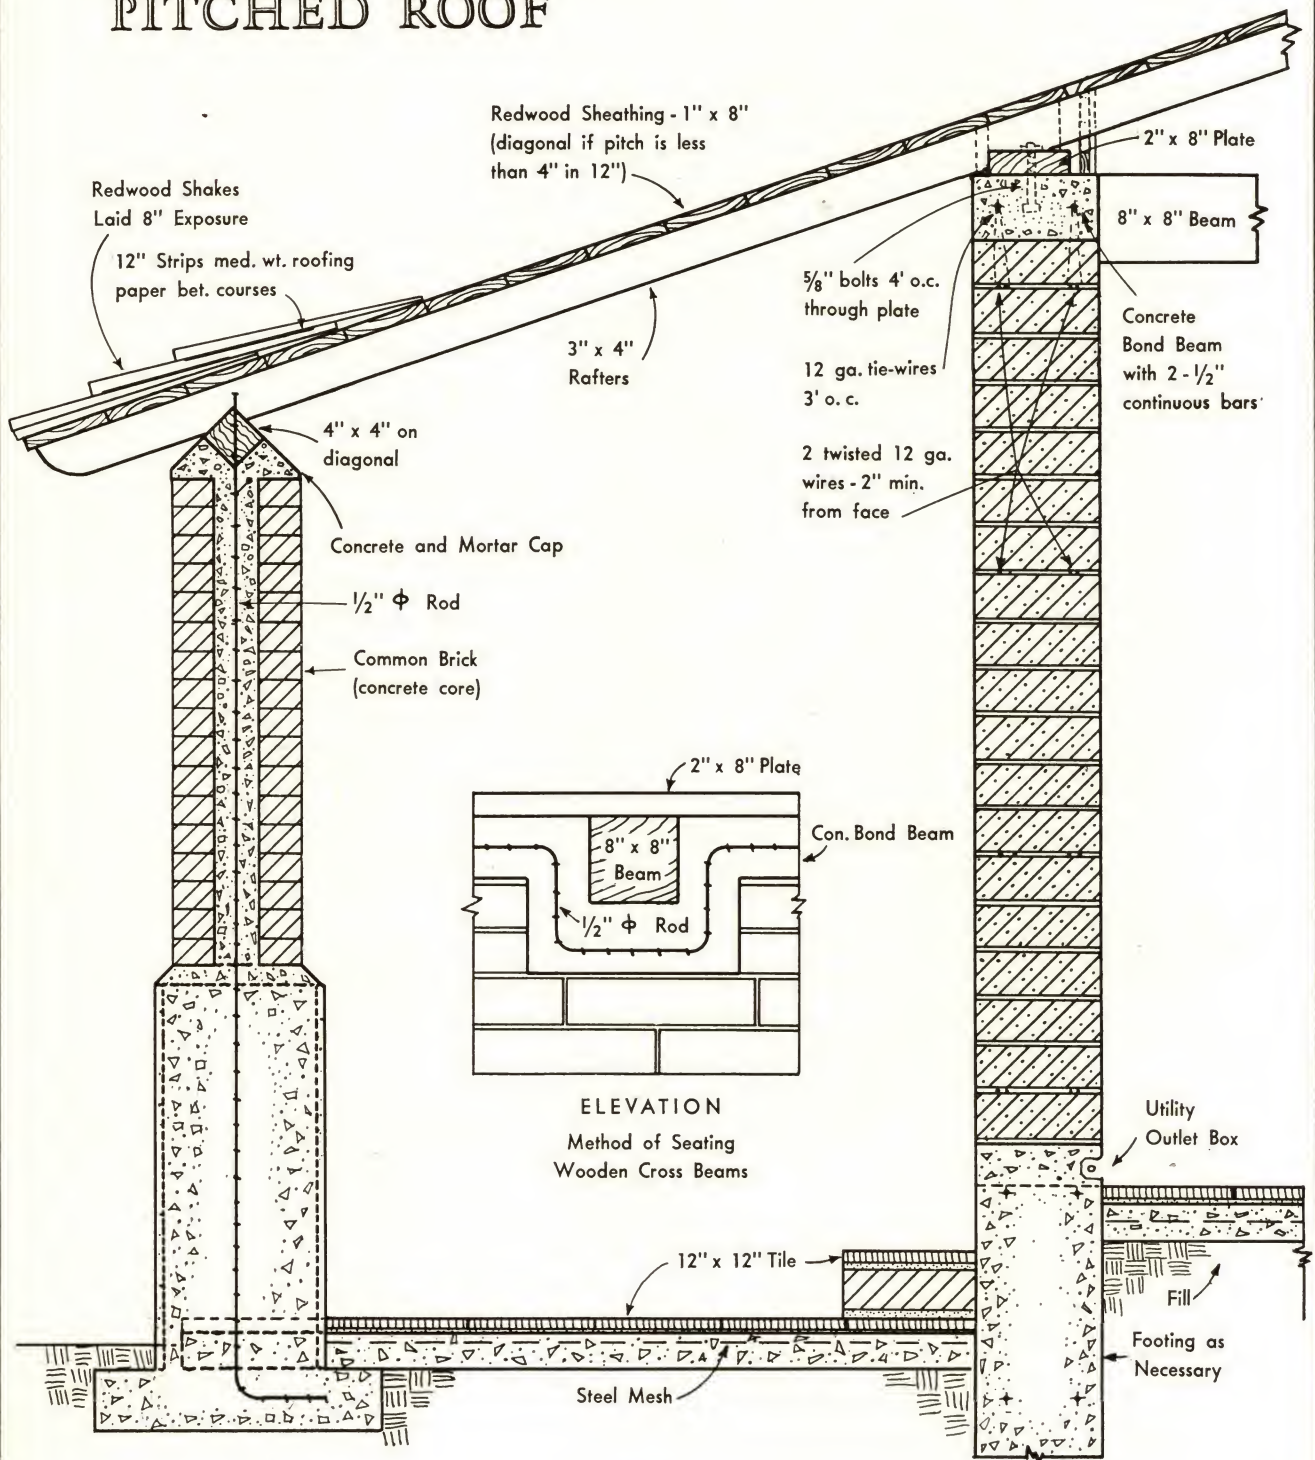 PITCHED ROOF
Redwood Sheathing - 1" x 8"
(diagonal if pitch is less
than 4" in 12")
2" x 8" Plate
Redwood Shakes
Laid 8" Exposure
12" Strips med. wt. roofing
paper bet. courses
8" x 8" Beam
5/8" bolts 4' o.c.
through plate
3" x 4"
Rafters
Concrete
Bond Beam
with 2 - 1/2"
continuous bars
12 ga. tie-wires
3' o. c.
4" x 4" on
diagonal
2 twisted 12 ga.
wires - 2" min.
from face
Concrete and Mortar Cap
1/2" ϕ Rod
Common Brick
(concrete core)
2" x 8" Plate
Con. Bond Beam
8" x 8"
Beam
1/2" ϕ Rod
ELEVATION
Method of Seating
Wooden Cross Beams
Utility
Outlet Box
12" x 12" Tile
Fill
Footing as
Necessary
Steel Mesh